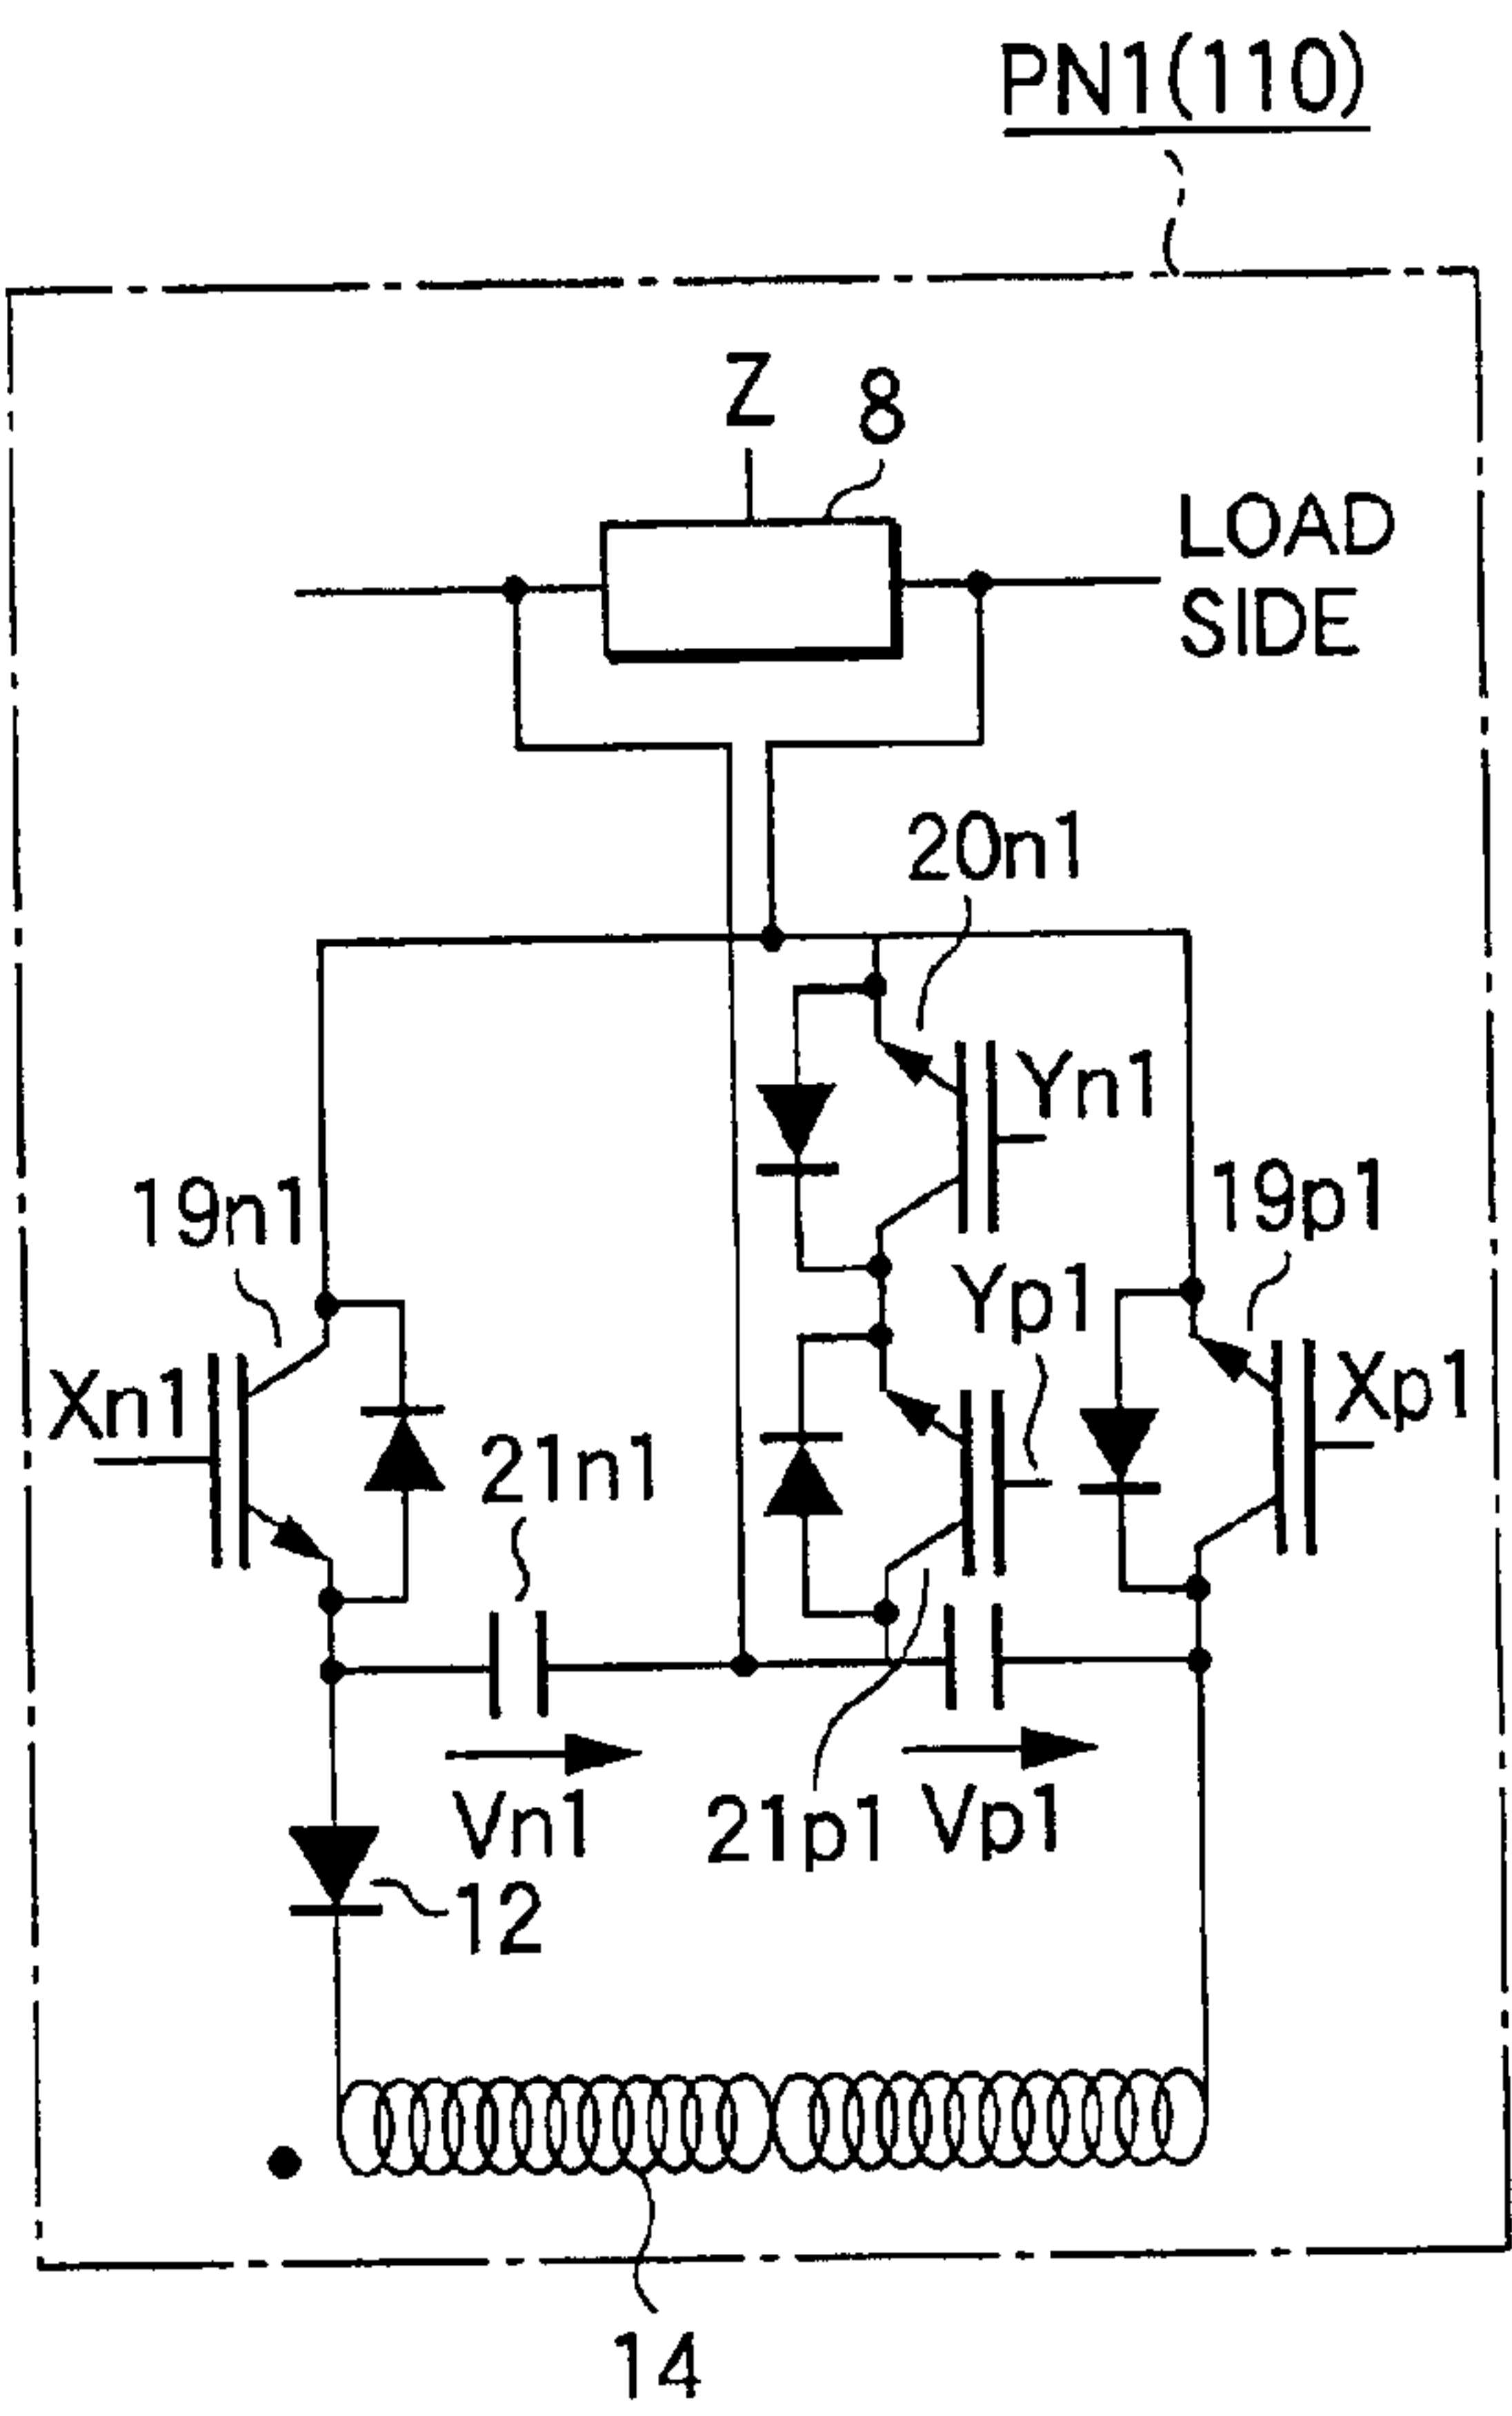 PN1(110)
Z
8
LOAD
SIDE
20n1
Yn1
19n1
19p1
Yp1
Xn1
Xp1
21n1
Vn1
21p1
Vp1
12
14